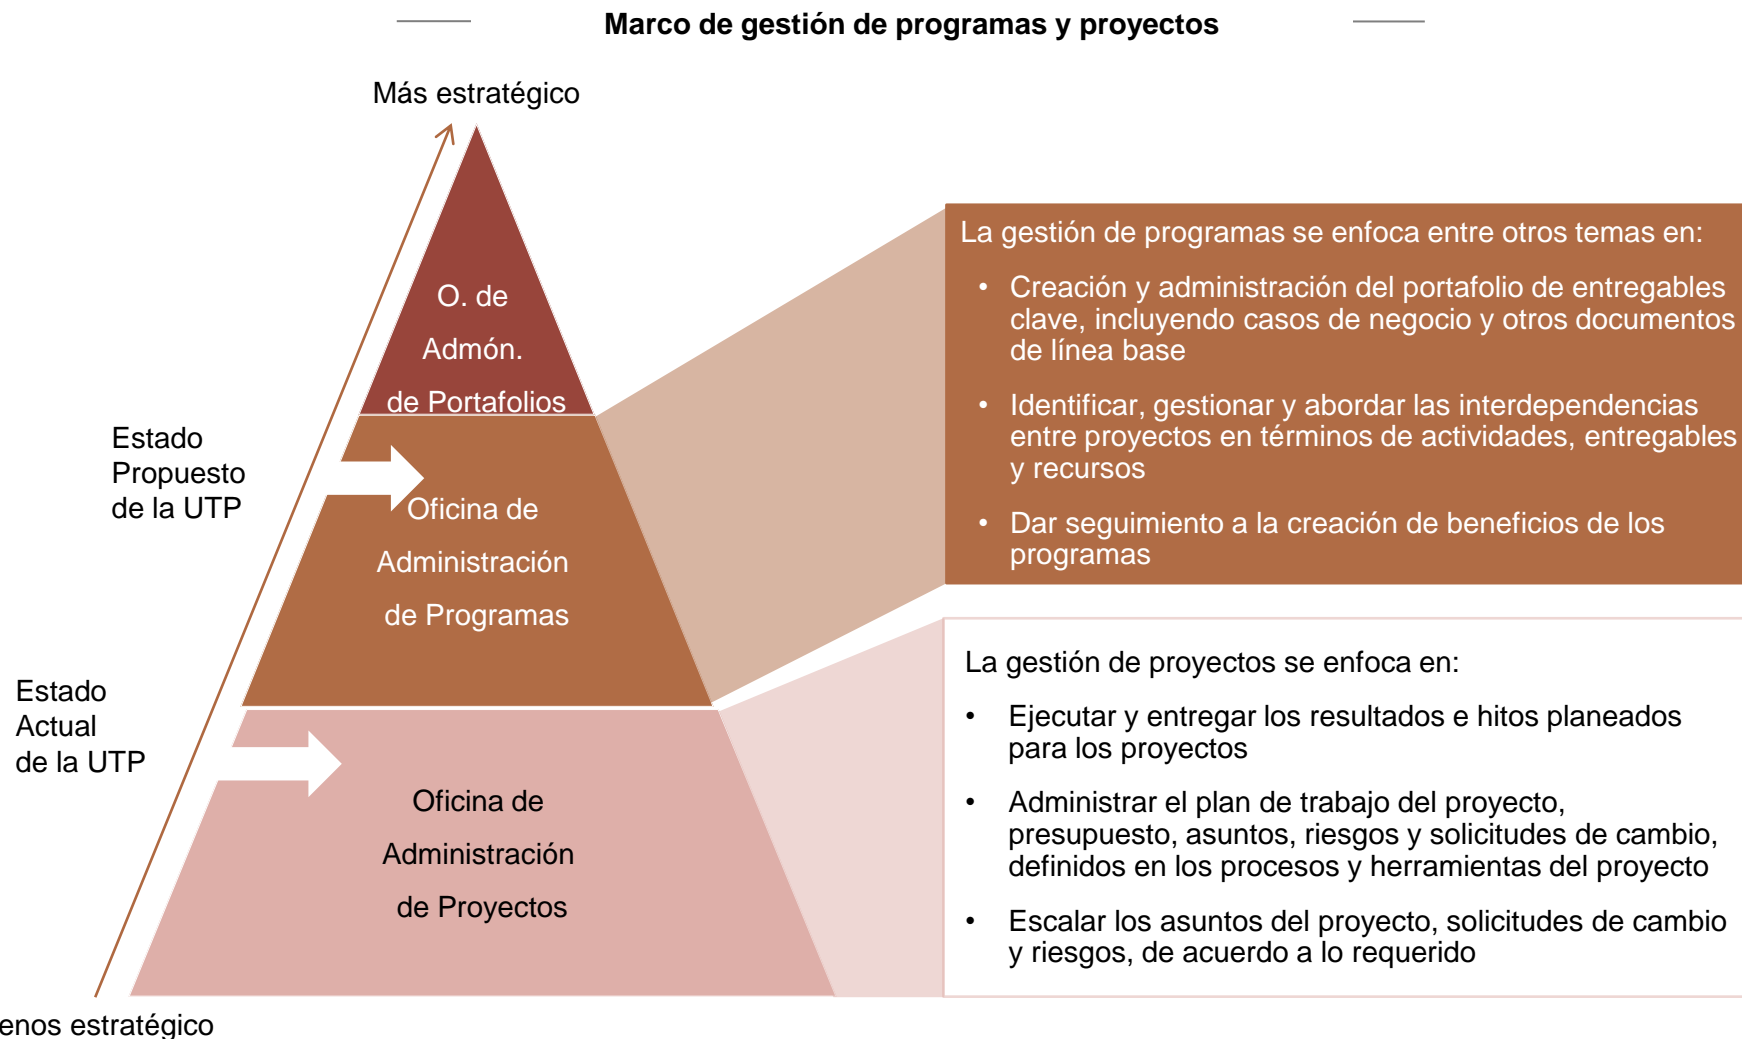 Marco de gestión de programas y proyectos
Más estratégico
O. de
Admón.
de Portafolios
Estado
Propuesto
de la UTP
Oficina de
Administración
de Programas
Estado
Actual
de la UTP
Oficina de
Administración
de Proyectos
enos estratégico
La gestión de programas se enfoca entre otros temas en:
• Creación y administración del portafolio de entregables
clave, incluyendo casos de negocio y otros documentos
de línea base
• Identificar, gestionar y abordar las interdependencias
entre proyectos en términos de actividades, entregables
y recursos
• Dar seguimiento a la creación de beneficios de los
programas
La gestión de proyectos se enfoca en:
• Ejecutar y entregar los resultados e hitos planeados
para los proyectos
• Administrar el plan de trabajo del proyecto,
presupuesto, asuntos, riesgos y solicitudes de cambio,
definidos en los procesos y herramientas del proyecto
• Escalar los asuntos del proyecto, solicitudes de cambio
y riesgos, de acuerdo a lo requerido